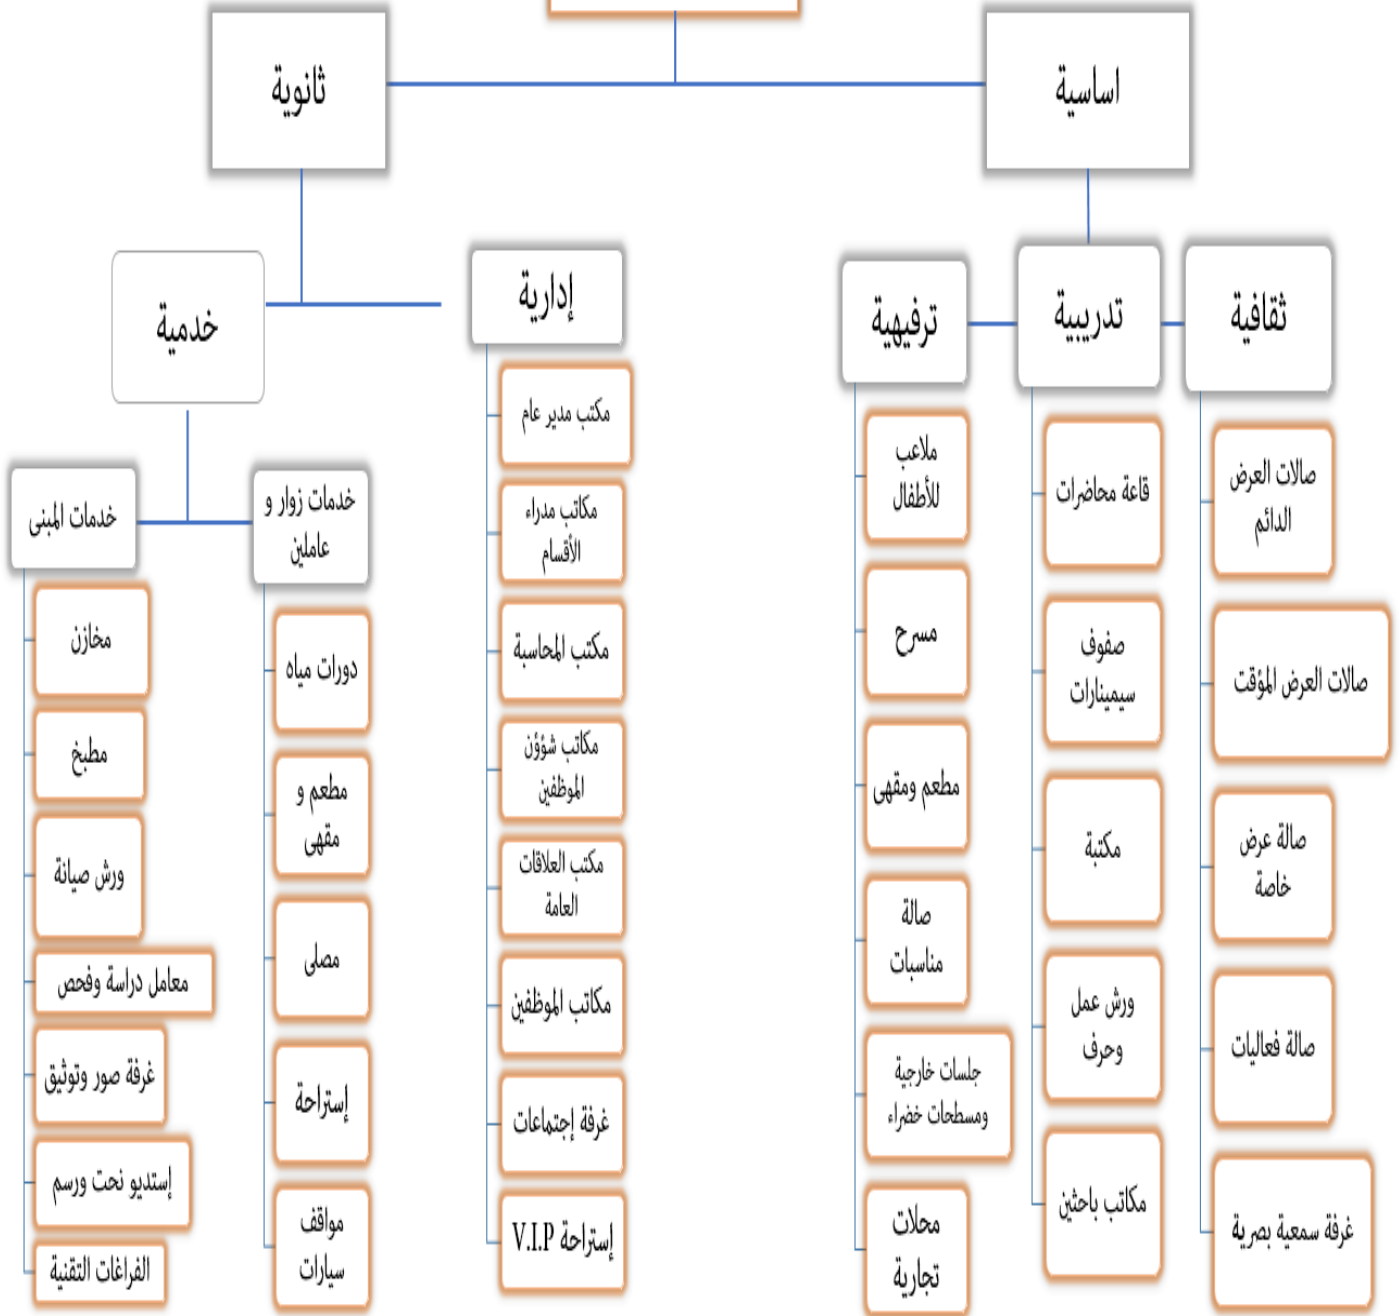 اساسية
ثانوية
ثقافية
تدريبية
ترفيهية
إدارية
خدمية
صالات العرض
الدائم
صالات العرض المؤقت
صالة عرض
خاصة
صالة فعاليات
غرفة سمعية بصرية
قاعة محاضرات
صفوف
سيمينارات
مكتبة
ورش عمل
وحرف
مكاتب باحثين
ملاعب
للأطفال
مسرح
مطعم ومقهى
صالة
مناسبات
جلسات خارجية
ومسطحات خضراء
محلات
تجارية
مكتب مدير عام
مكاتب مدراء
الأقسام
مكتب المحاسبة
مكاتب شؤؤن
الموظفين
مكتب العلاقات
العامة
مكاتب الموظفين
غرفة إجتماعات
إستراحة V.I.P
خدمات زوار و
عاملين
دورات مياه
مطعم و
مقهى
مصلى
إستراحة
مواقف
سيارات
خدمات المبنى
مخازن
مطبخ
ورش صيانة
معامل دراسة وفحص
غرفة صور وتوثيق
إستديو نحت ورسم
الفراغات التقنية